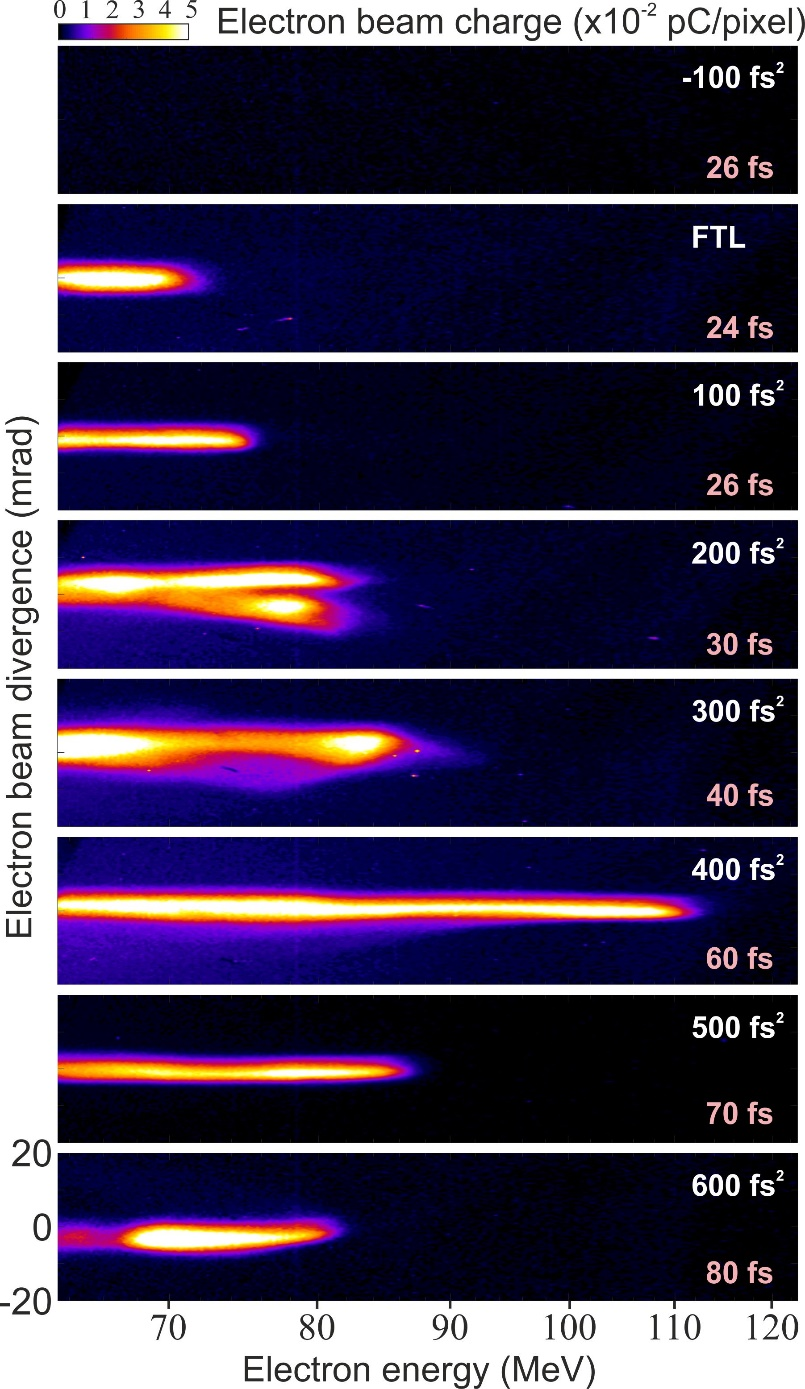 0 1 2 3 4 5 Electron beam charge (x10⁻² pC/pixel)
-100 fs²
26 fs
FTL
24 fs
100 fs²
26 fs
200 fs²
30 fs
300 fs²
40 fs
400 fs²
60 fs
500 fs²
70 fs
600 fs²
80 fs
Electron beam divergence (mrad)
20
0
-20
70 80 90 100 110 120
Electron energy (MeV)